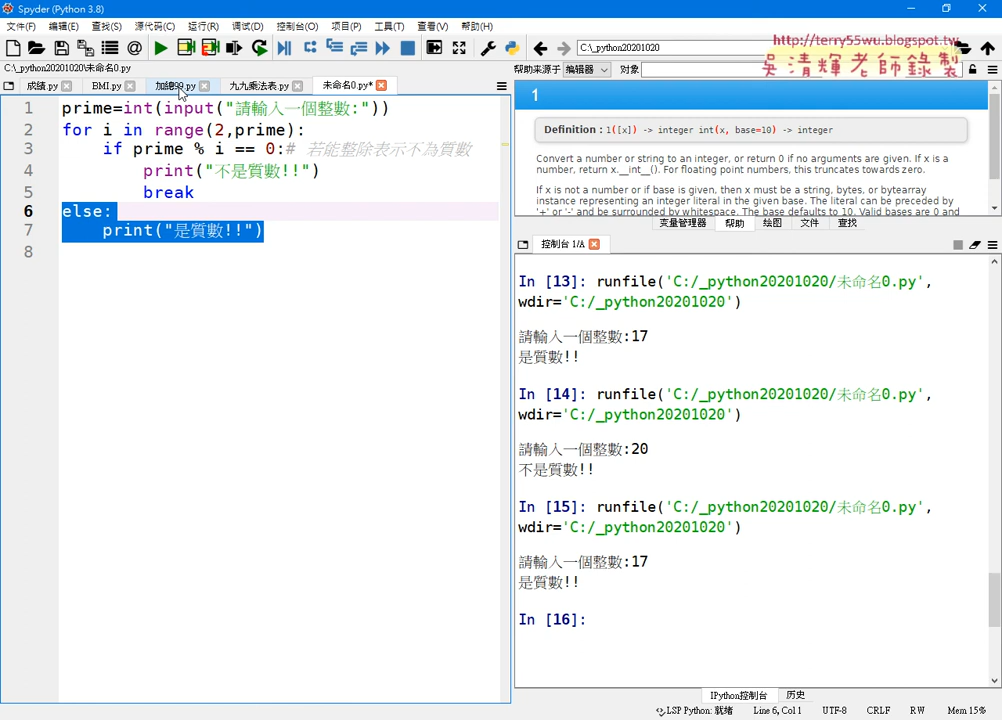 Spyder (Python 3.8)
文件(F) 编辑(E) 查找(S) 源代码(C) 运行(R) 调试(D) 控制台(O) 项目(P) 工具(T) 查看(V) 帮助(H)
C:\_python20201020
http://terry55wu.blogspot.tw
吳清輝老師錄製
C:\_python20201020\未命名0.py
帮助来源于 编辑器 对象
成績.py BMI.py 九九乘法表.py 未命名0.py*
1 prime=int(input("請輸入一個整數:"))
2 for i in range(2,prime):
3 if prime % i == 0:# 若能整除表示不為質數
4 print("不是質數!!")
5 break
6 else:
7 print("是質數!!")
8
1
Definition : 1([x]) -> integer int(x, base=10) -> integer
Convert a number or string to an integer, or return 0 if no arguments are given. If x is a
number, return x.__int__(). For floating point numbers, this truncates towards zero.
If x is not a number or if base is given, then x must be a string, bytes, or bytearray
instance representing an integer literal in the given base. The literal can be preceded by
'+' or '-' and be surrounded by whitespace. The base defaults to 10. Valid bases are 0 and
变量管理器 帮助 绘图 文件 查找
控制台 1/A
In [13]: runfile('C:/_python20201020/未命名0.py',
wdir='C:/_python20201020')
請輸入一個整數:17
是質數!!
In [14]: runfile('C:/_python20201020/未命名0.py',
wdir='C:/_python20201020')
請輸入一個整數:20
不是質數!!
In [15]: runfile('C:/_python20201020/未命名0.py',
wdir='C:/_python20201020')
請輸入一個整數:17
是質數!!
In [16]:
IPython控制台 历史
LSP Python: 就绪 Line 6, Col 1 UTF-8 CRLF RW Mem 15%